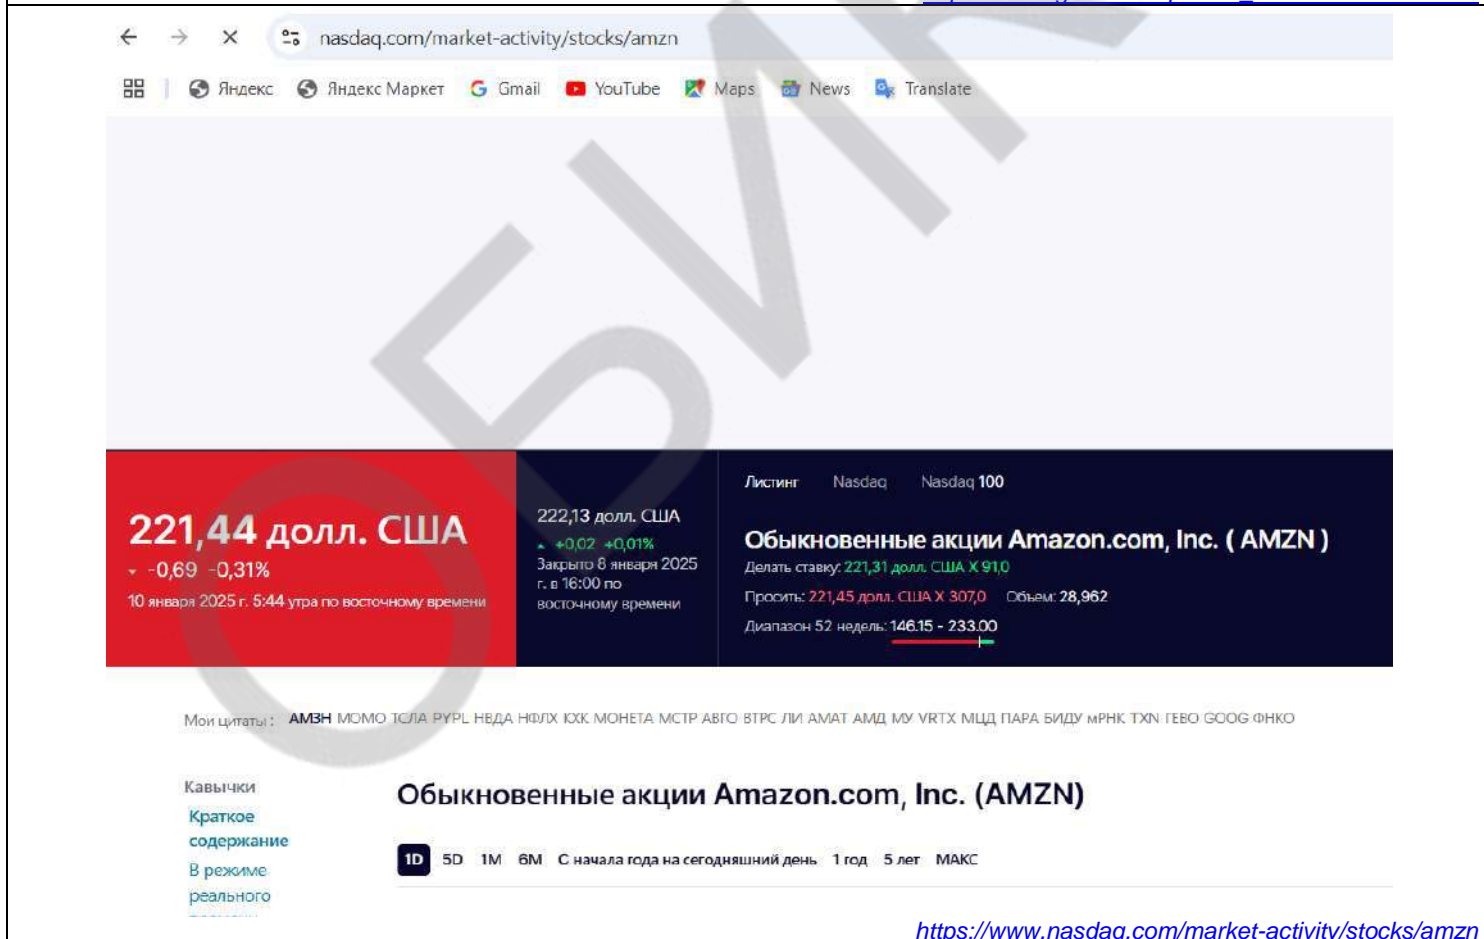 nasdaq.com/market-activity/stocks/amzn
Яндекс Яндекс Маркет Gmail YouTube Maps News Translate
221,44 долл. США
-0,69 -0,31%
10 января 2025 г. 5:44 утра по восточному времени
222,13 долл. США
+0,02 +0,01%
Закрыто 8 января 2025
г. в 16:00 по
восточному времени
Листинг Nasdaq Nasdaq 100
Обыкновенные акции Amazon.com, Inc. ( AMZN )
Делать ставку: 221,31 долл. США X 91,0
Просить: 221,45 долл. США X 307,0 Объем: 28,962
Диапазон 52 недель: 146.15 - 233.00
Мои цитаты : АМЗН МОМО ТСЛА PYPL НВДА НФЛХ КХК МОНЕТА МСТР АВГО ВТРС ЛИ АМАТ АМД МУ VRTX МЦД ПАРА БИДУ мРНК TXN ГЕВО GOOG ФНКО
Кавычки
Краткое
содержание
В режиме
реального
Обыкновенные акции Amazon.com, Inc. (AMZN)
1D 5D 1M 6M С начала года на сегодняшний день 1 год 5 лет МАКС
https://www.nasdaq.com/market-activity/stocks/amzn
ОБИК